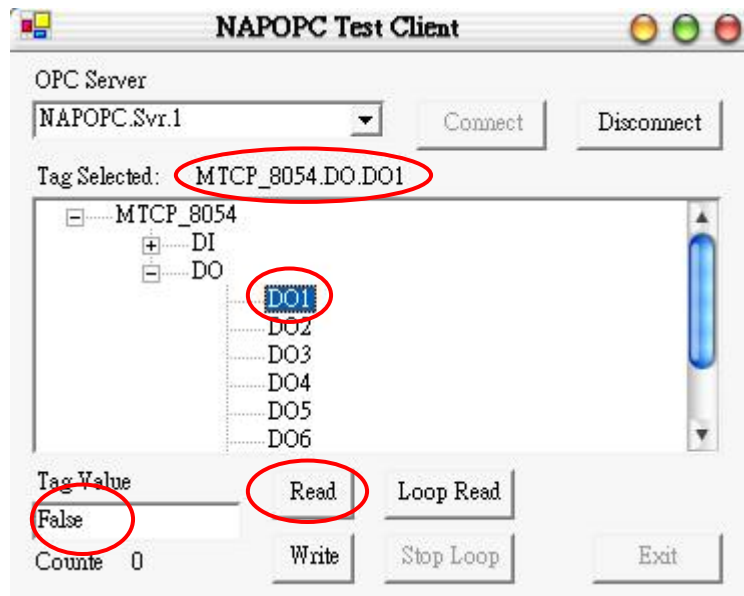 NAPOPC Test Client
OPC Server
NAPOPC.Svr.1 Connect Disconnect
Tag Selected: MTCP_8054.DO.DO1
MTCP_8054
DI
DO
DO1
DO2
DO3
DO4
DO5
DO6
Tag Value
Read Loop Read
False
Counte 0 Write Stop Loop Exit